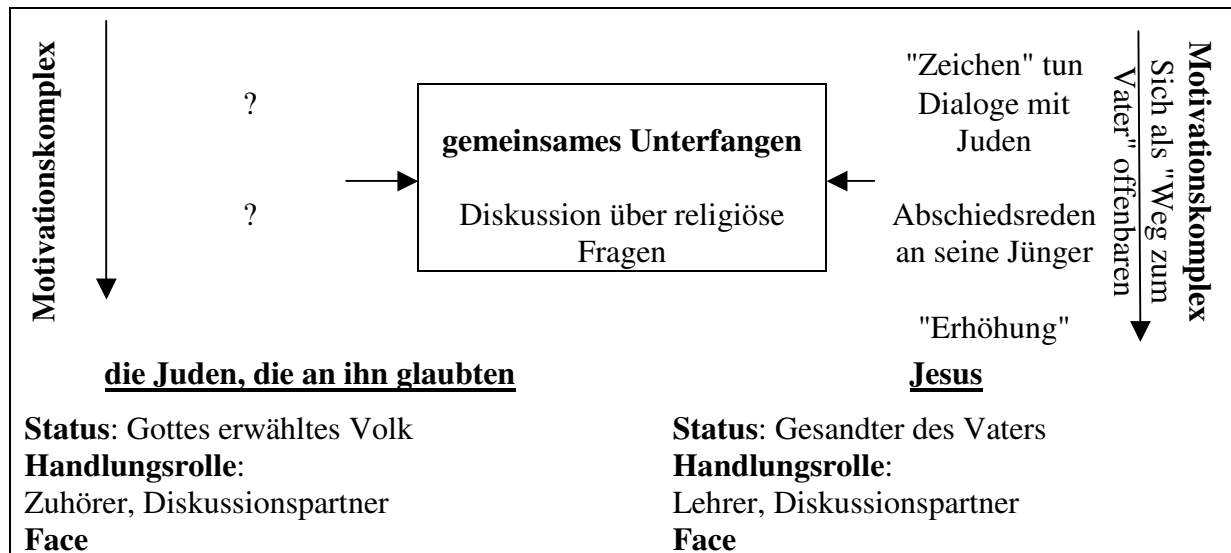 Motivationskomplex
?
?
gemeinsames Unterfangen
Diskussion über religiöse
Fragen
"Zeichen" tun
Dialoge mit
Juden
Abschiedsreden
an seine Jünger
"Erhöhung"
Motivationskomplex
Sich als "Weg zum
Vater" offenbaren
die Juden, die an ihn glaubten
Status: Gottes erwähltes Volk
Handlungsrolle:
Zuhörer, Diskussionspartner
Face
Jesus
Status: Gesandter des Vaters
Handlungsrolle:
Lehrer, Diskussionspartner
Face